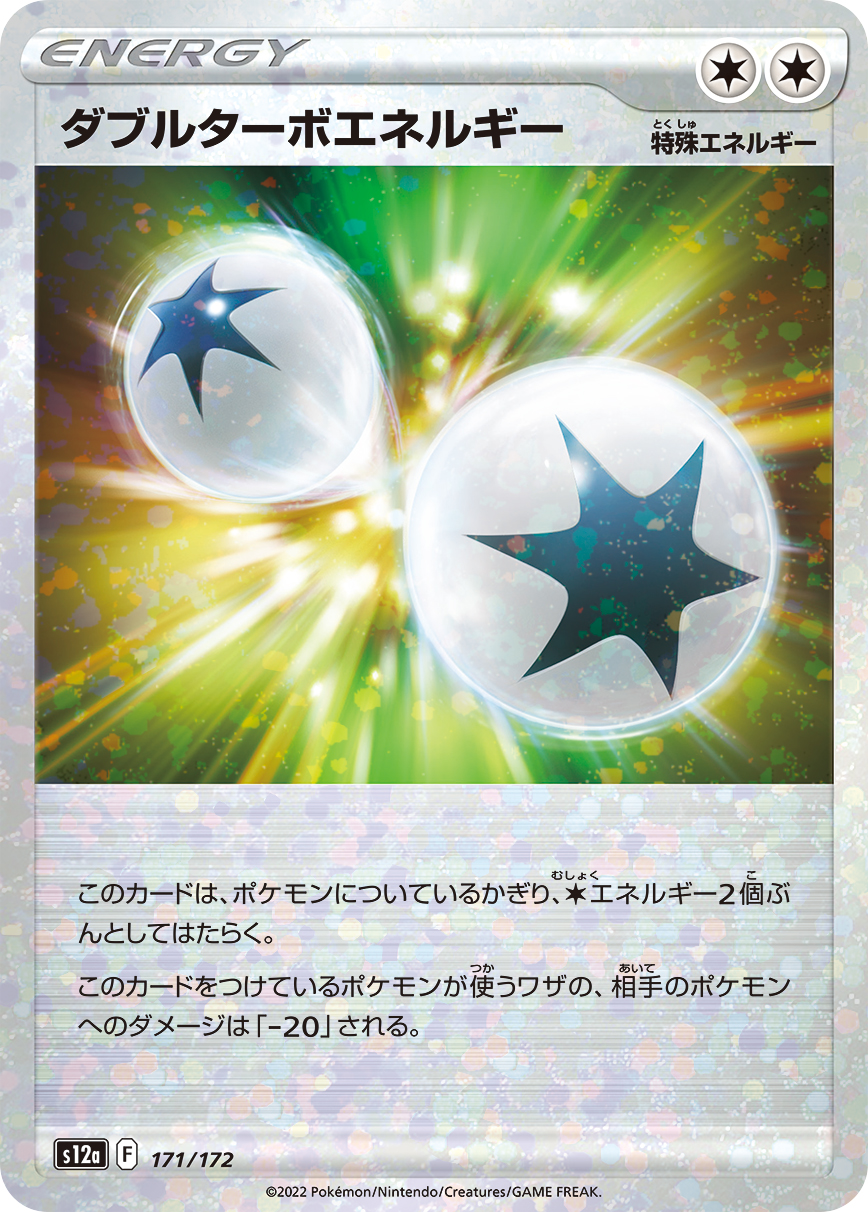 ENERGY
ダブルターボエネルギー
とくしゅ
特殊エネルギー
むしょく こ
このカードは、ポケモンについているかぎり、✶エネルギー2個ぶ
んとしてはたらく。
つか あいて
このカードをつけているポケモンが使うワザの、相手のポケモン
へのダメージは「-20」される。
s12a F 171/172
©2022 Pokémon/Nintendo/Creatures/GAME FREAK.